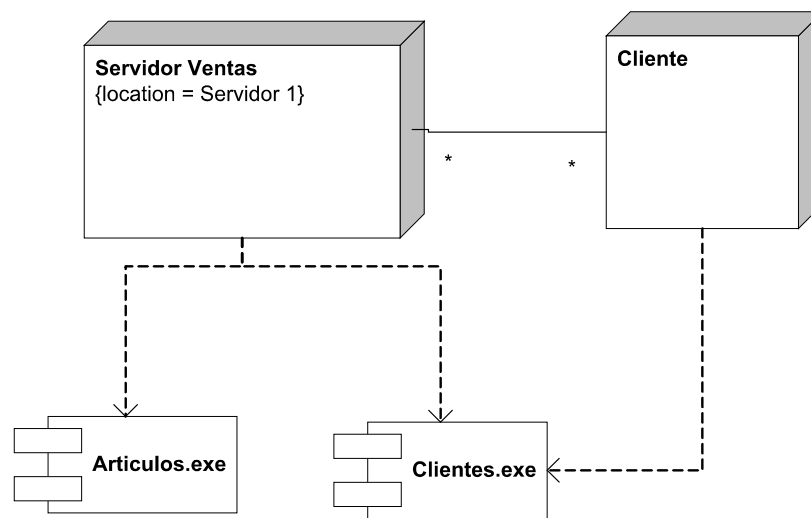 Servidor Ventas
{location = Servidor 1}
Cliente
*
*
Articulos.exe
Clientes.exe